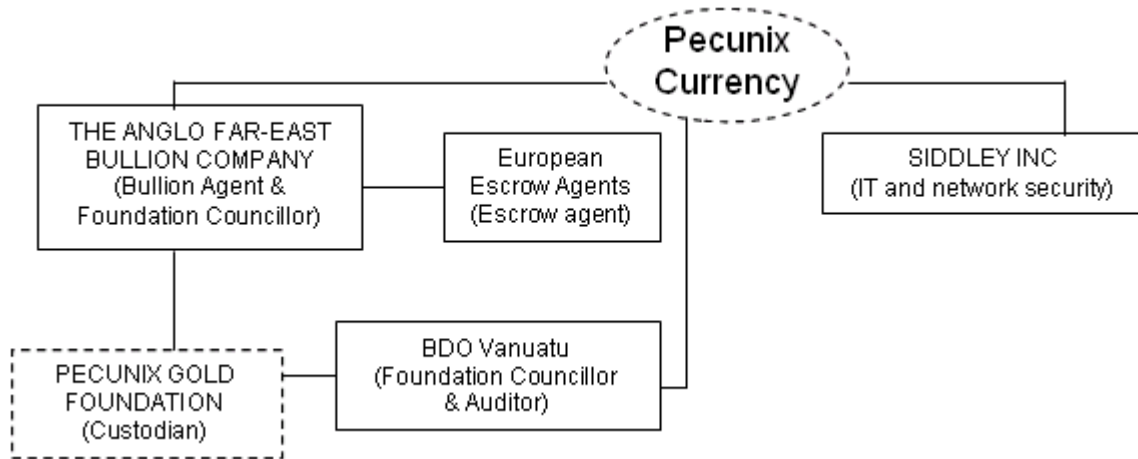 Pecunix
Currency
THE ANGLO FAR-EAST
BULLION COMPANY
(Bullion Agent &
Foundation Councillor)
European
Escrow Agents
(Escrow agent)
SIDDLEY INC
(IT and network security)
PECUNIX GOLD
FOUNDATION
(Custodian)
BDO Vanuatu
(Foundation Councillor
& Auditor)